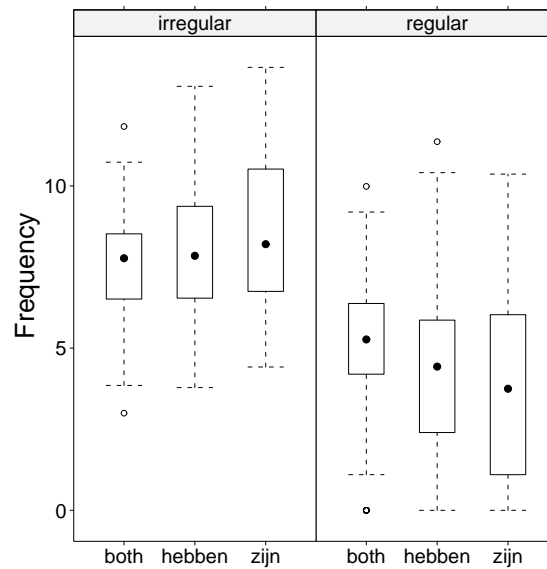 irregular regular
Frequency
10
5
0
both hebben zijn both hebben zijn